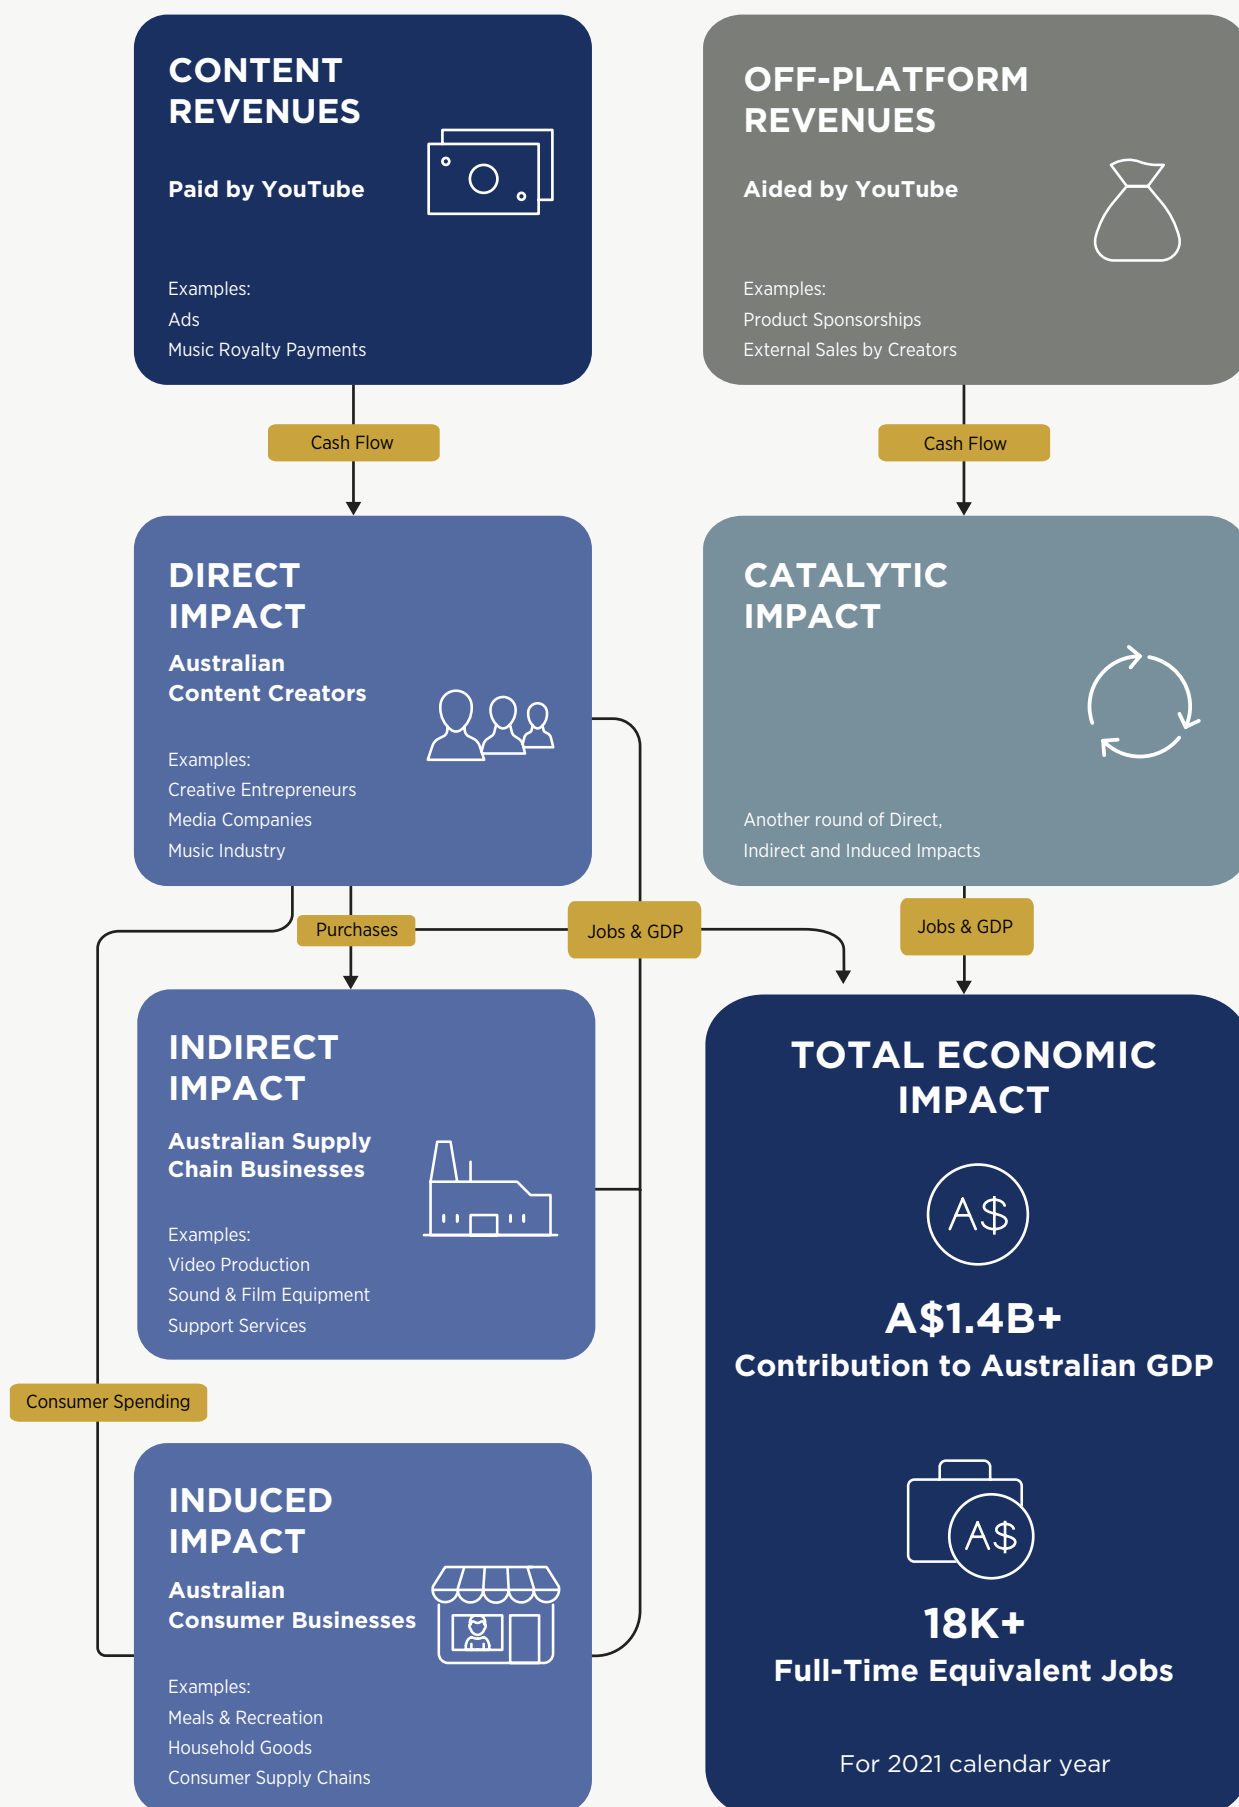 CONTENT
REVENUES
Paid by YouTube
Examples:
Ads
Music Royalty Payments
OFF-PLATFORM
REVENUES
Aided by YouTube
Examples:
Product Sponsorships
External Sales by Creators
Cash Flow
Cash Flow
DIRECT
IMPACT
Australian
Content Creators
Examples:
Creative Entrepreneurs
Media Companies
Music Industry
CATALYTIC
IMPACT
Another round of Direct,
Indirect and Induced Impacts
Purchases
Jobs & GDP
Jobs & GDP
INDIRECT
IMPACT
Australian Supply
Chain Businesses
Examples:
Video Production
Sound & Film Equipment
Support Services
Consumer Spending
INDUCED
IMPACT
Australian
Consumer Businesses
Examples:
Meals & Recreation
Household Goods
Consumer Supply Chains
TOTAL ECONOMIC
IMPACT
A$
A$1.4B+
Contribution to Australian GDP
A$
18K+
Full-Time Equivalent Jobs
For 2021 calendar year